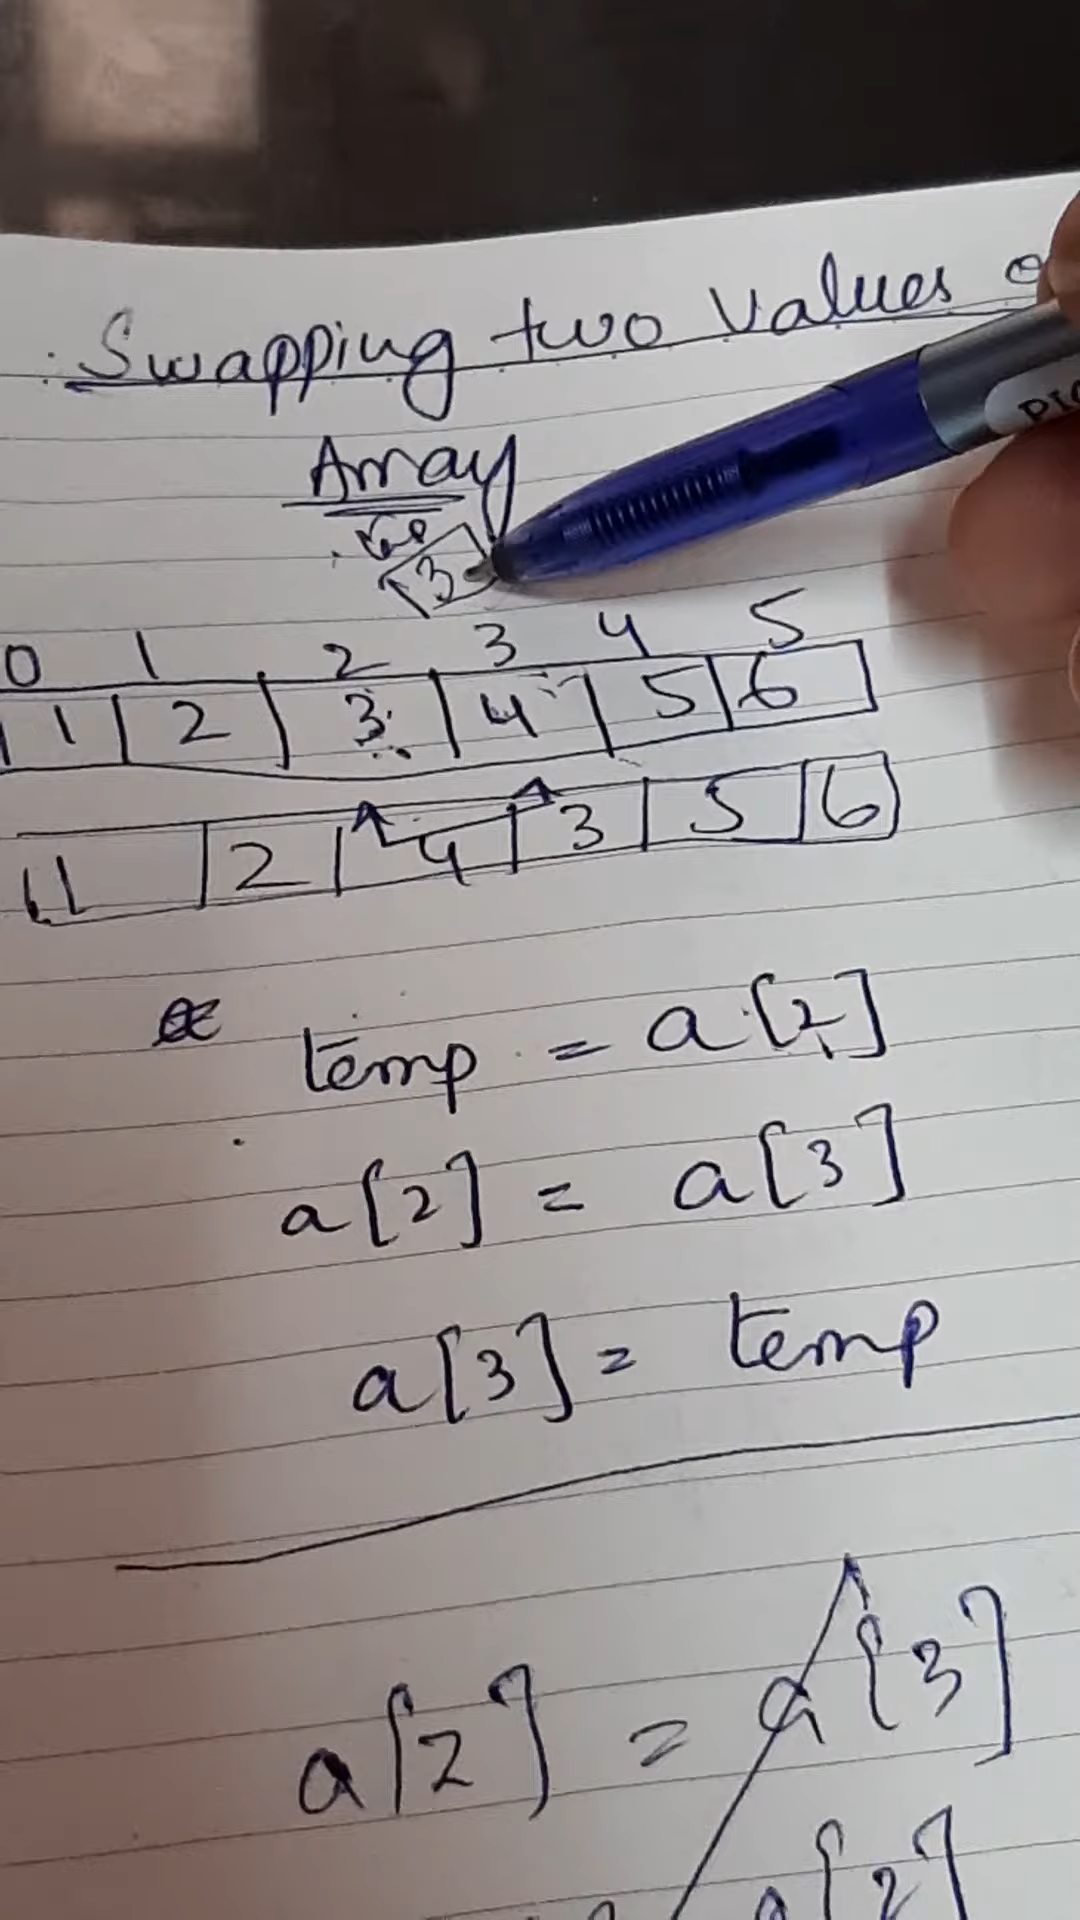 Swapping two values
Array
3
0 1 2 3 4 5
1 2 3 4 5 6
1 2 4 3 5 6
temp = a[2]
a[2] = a[3]
a[3] = temp
a[2] = a[3]
a[2]